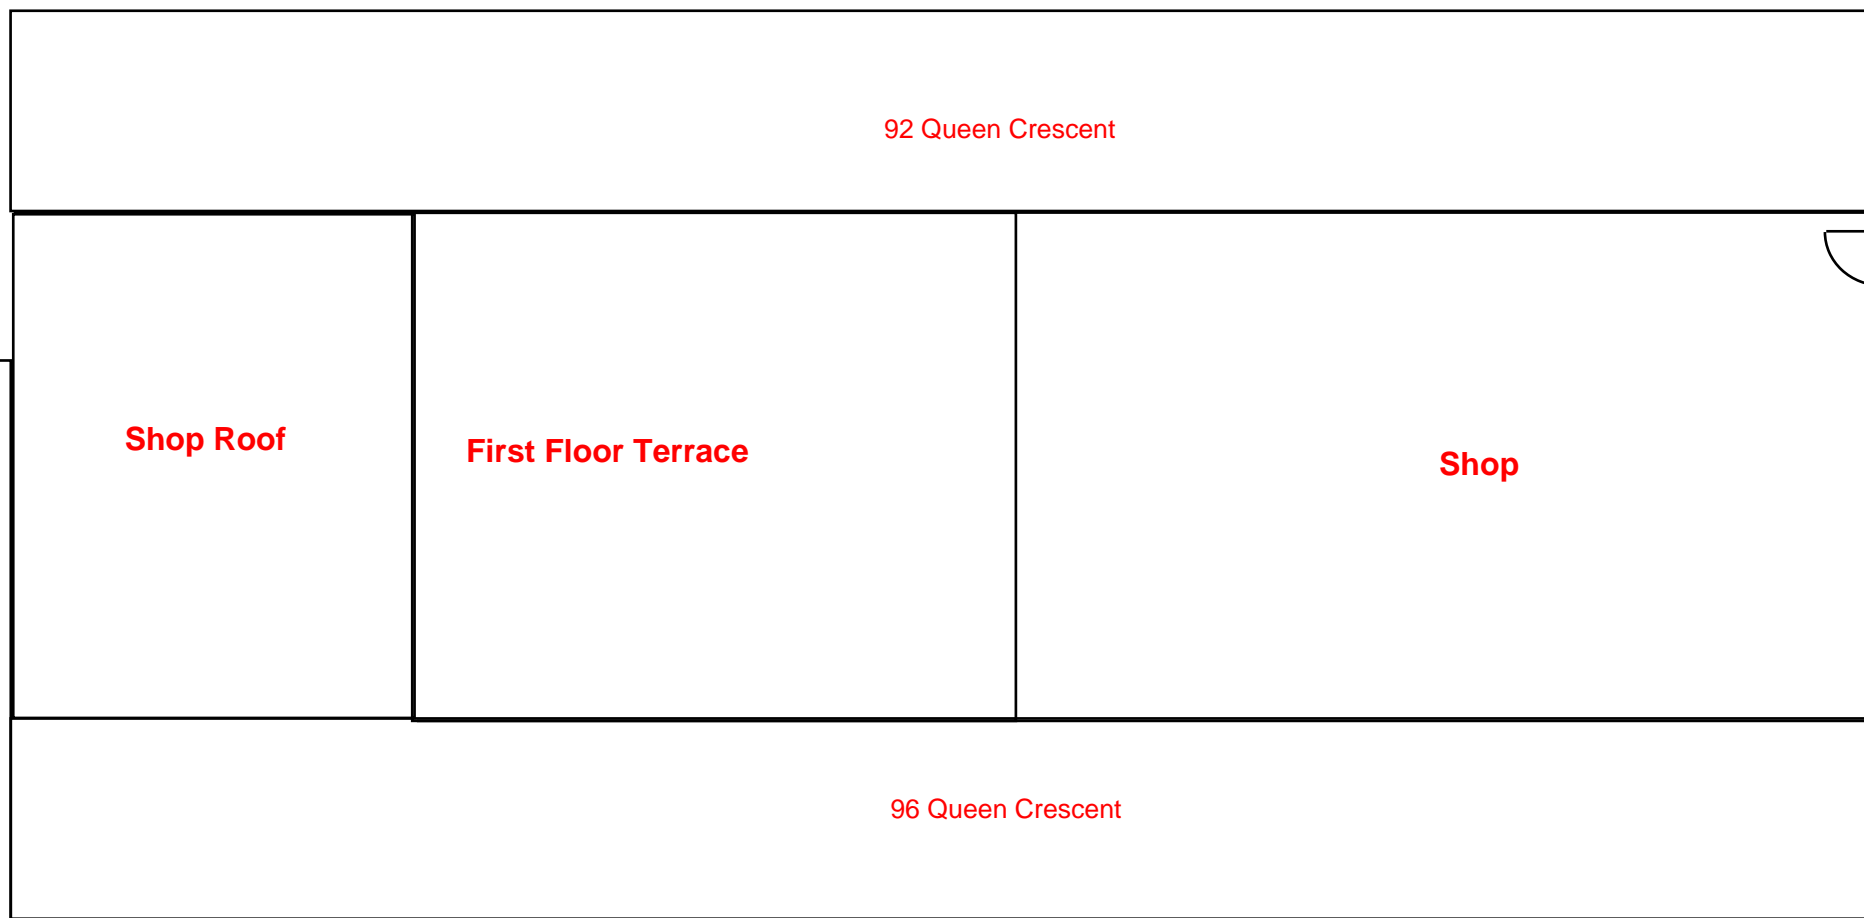 92 Queen Crescent
Shop Roof
First Floor Terrace
Shop
96 Queen Crescent